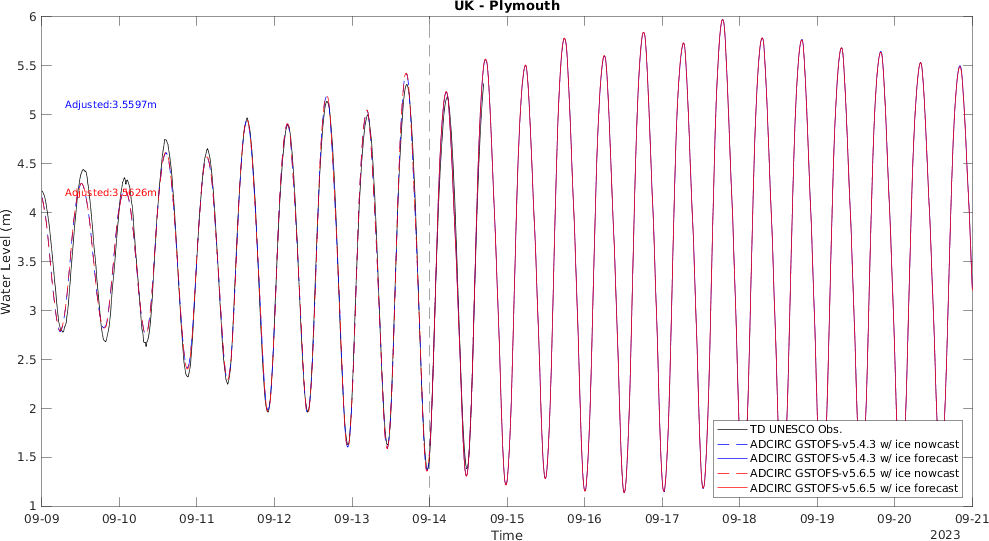 UK - Plymouth
6
5.5
5
4.5
4
3.5
3
2.5
2
1.5
1
Water Level (m)
Adjusted:3.5597m
Adjusted:3.5626m
TD UNESCO Obs.
ADCIRC GSTOFS-v5.4.3 w/ ice nowcast
ADCIRC GSTOFS-v5.4.3 w/ ice forecast
ADCIRC GSTOFS-v5.6.5 w/ ice nowcast
ADCIRC GSTOFS-v5.6.5 w/ ice forecast
09-09 09-10 09-11 09-12 09-13 09-14 09-15 09-16 09-17 09-18 09-19 09-20 09-21
Time
2023